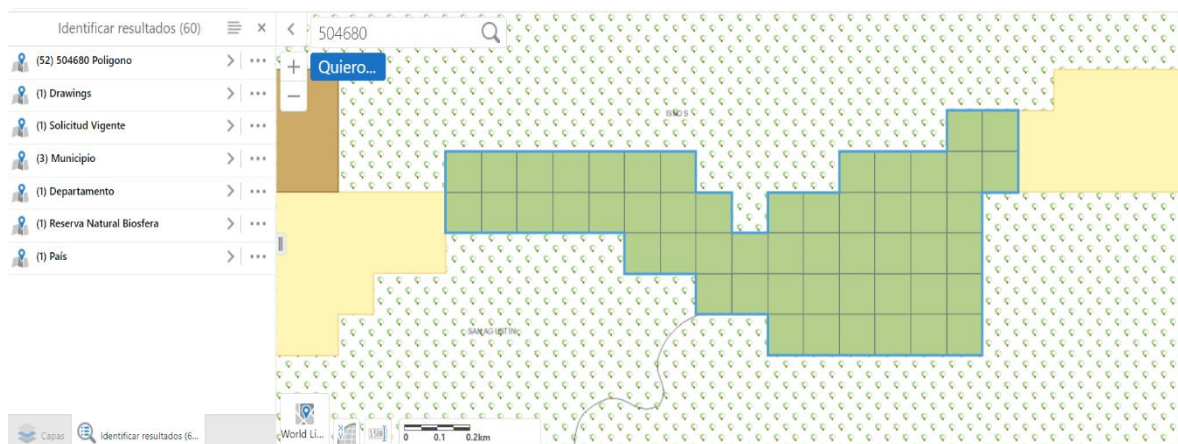 Identificar resultados (60)
504680
(52) 504680 Poligono
Quiero...
(1) Drawings
(1) Solicitud Vigente
(3) Municipio
(1) Departamento
(1) Reserva Natural Biosfera
(1) País
SAN AGUSTIN
World Li...
0 0.1 0.2km
Capas
Identificar resultados (6...